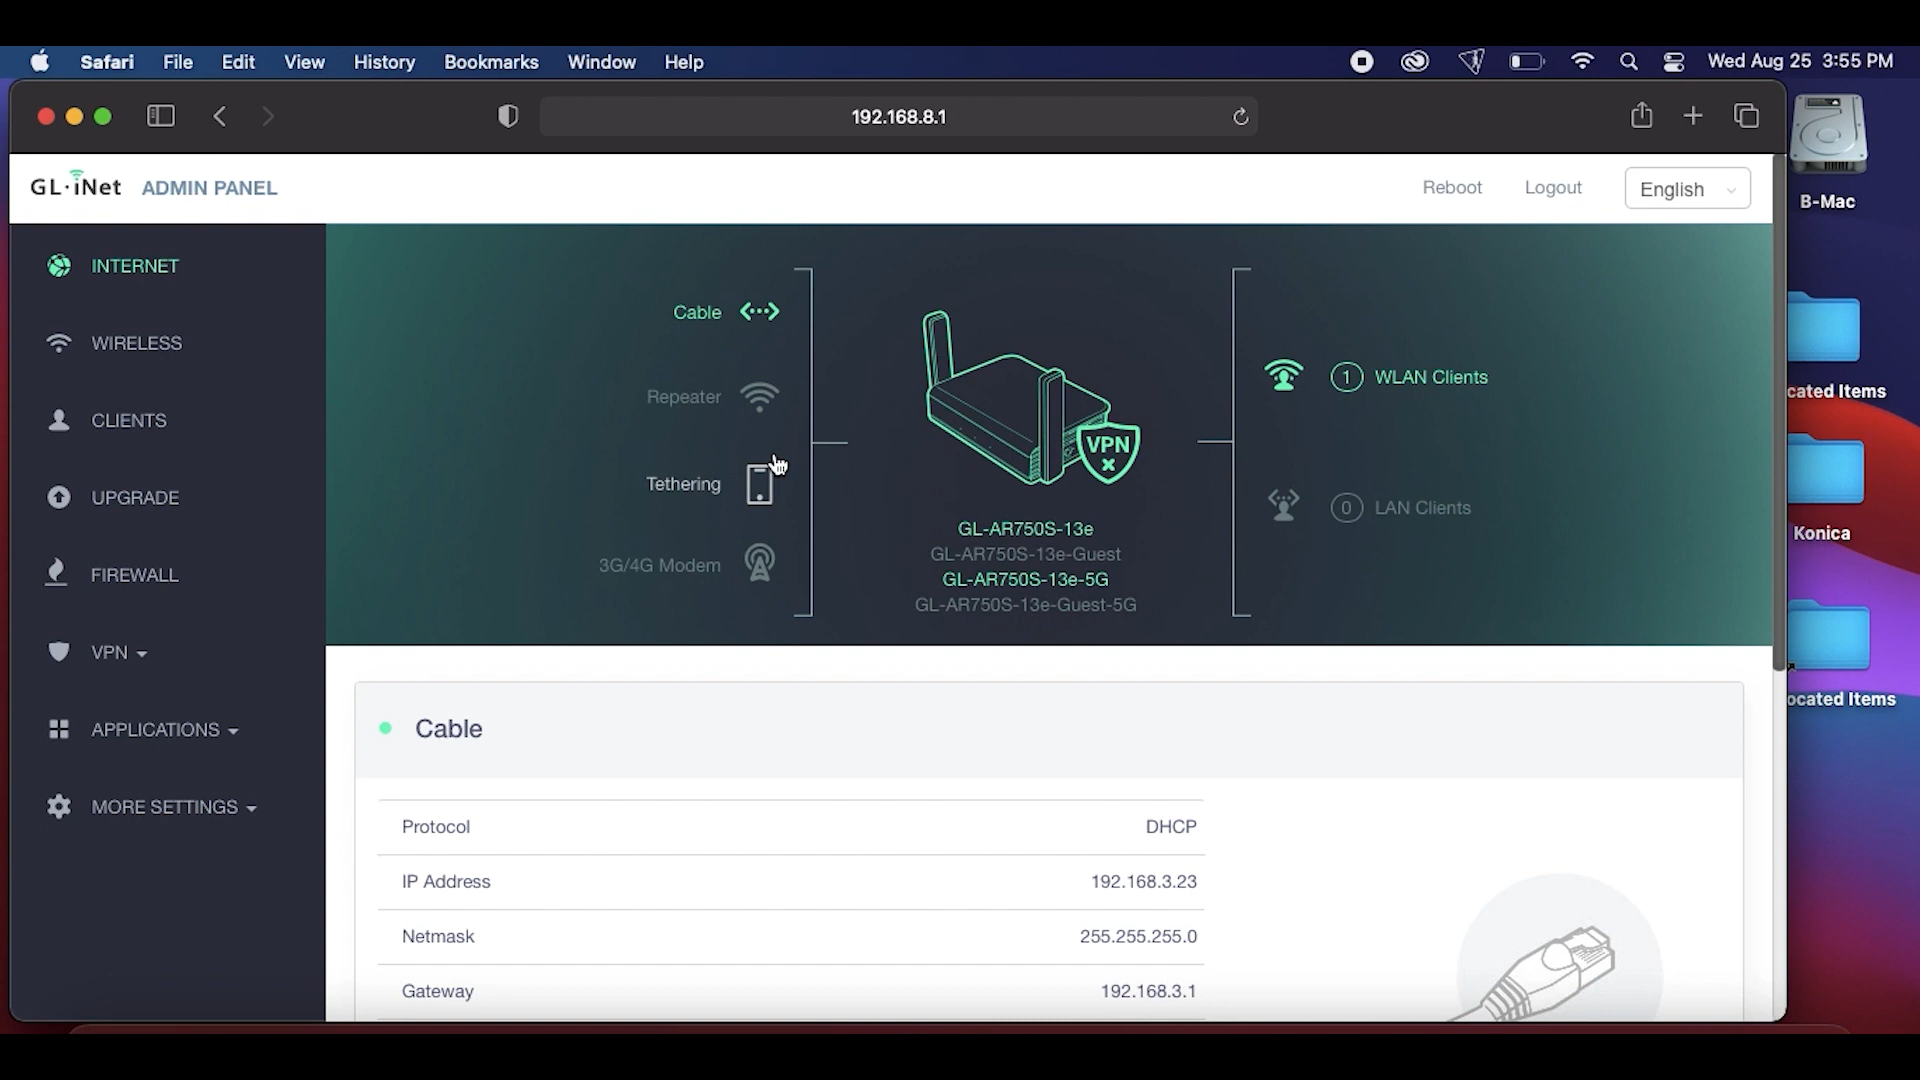 Safari File Edit View History Bookmarks Window Help Wed Aug 25 3:55 PM
192.168.8.1
GL·iNet ADMIN PANEL Reboot Logout English
B-Mac
INTERNET
WIRELESS
CLIENTS
UPGRADE
FIREWALL
VPN
APPLICATIONS
MORE SETTINGS
Cable
Repeater
Tethering
3G/4G Modem
VPN
GL-AR750S-13e
GL-AR750S-13e-Guest
GL-AR750S-13e-5G
GL-AR750S-13e-Guest-5G
1 WLAN Clients
0 LAN Clients
cated Items
Konica
ocated Items
Cable
Protocol DHCP
IP Address 192.168.3.23
Netmask 255.255.255.0
Gateway 192.168.3.1